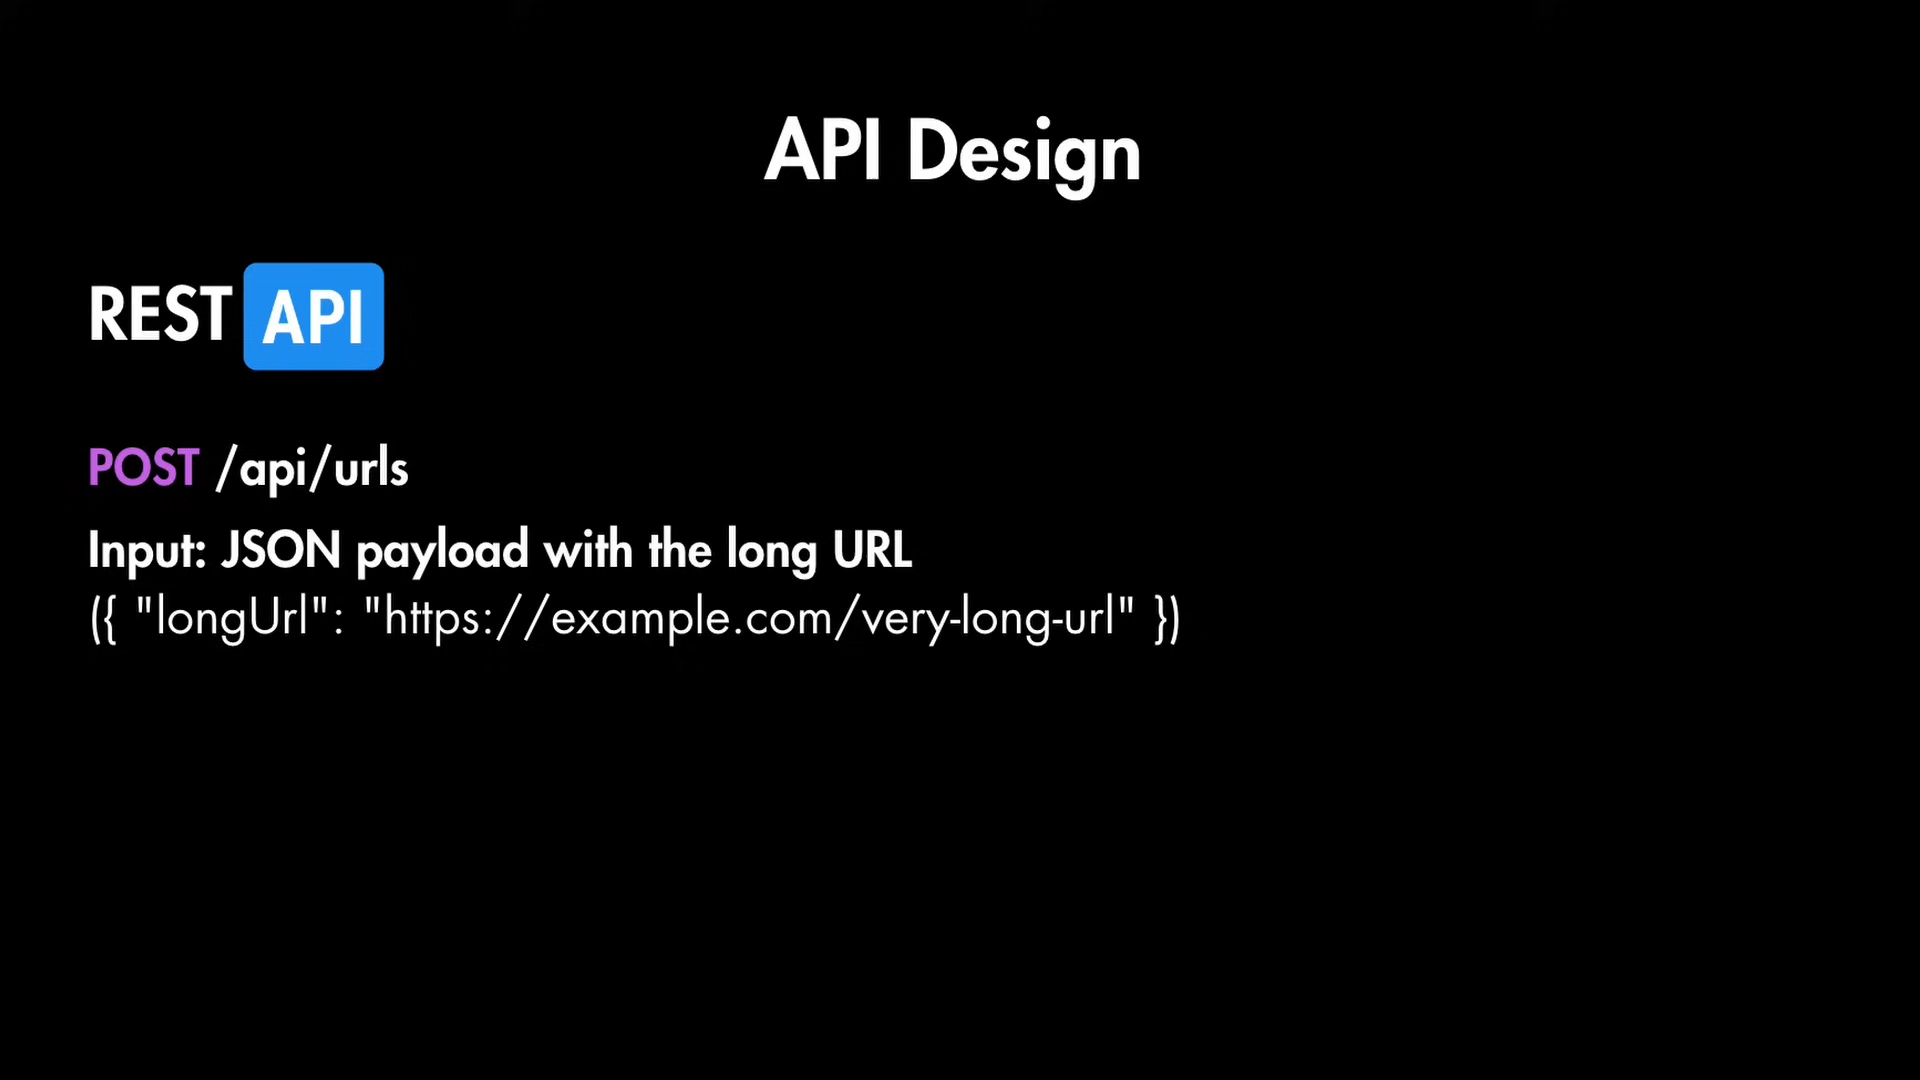 API Design
REST API
POST /api/urls
Input: JSON payload with the long URL
({ "longUrl": "https://example.com/very-long-url" })